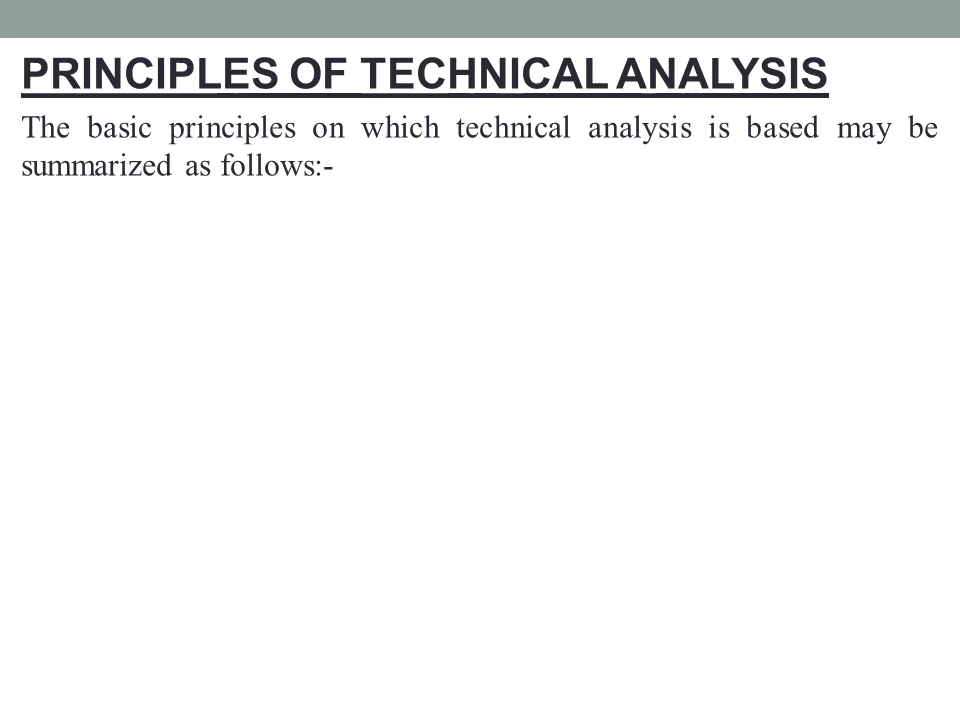 PRINCIPLES OF TECHNICAL ANALYSIS
The basic principles on which technical analysis is based may be
summarized as follows:-